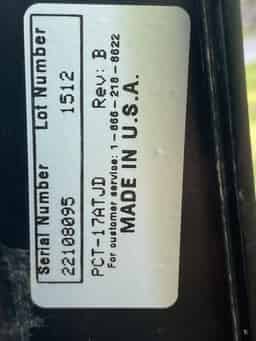 Serial Number Lot Number
22108095 1512
PCT-17ATJD Rev: B
For customer service: 1-866-218-8622
MADE IN U.S.A.